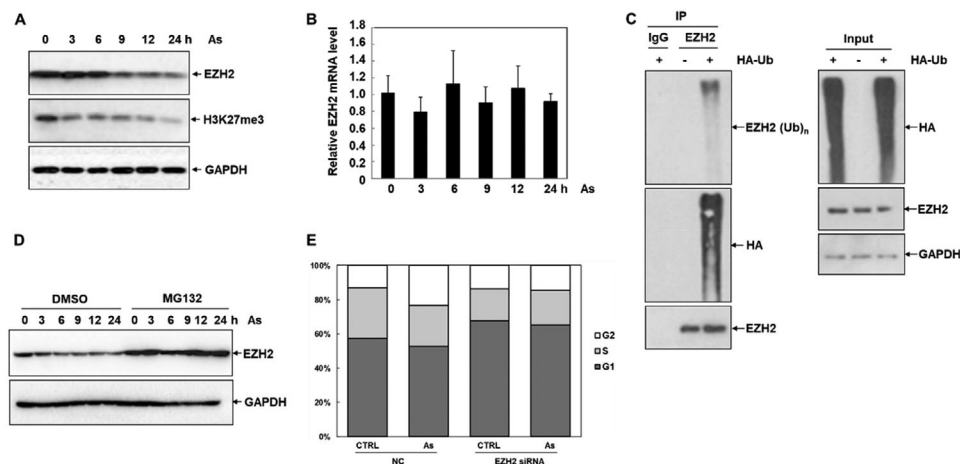 A
0 3 6 9 12 24 h As
EZH2
H3K27me3
GAPDH
B
Relative EZH2 mRNA level
1.8
1.6
1.4
1.2
1.0
0.8
0.6
0.4
0.2
0
0 3 6 9 12 24 h As
C
IP
IgG EZH2
+ - + HA-Ub
EZH2 (Ub)n
HA
EZH2
Input
+ - + HA-Ub
HA
EZH2
GAPDH
D
DMSO MG132
0 3 6 9 12 24 0 3 6 9 12 24 h As
EZH2
GAPDH
E
100%
80%
60%
40%
20%
0%
CTRL As CTRL As
NC EZH2 siRNA
G2
S
G1